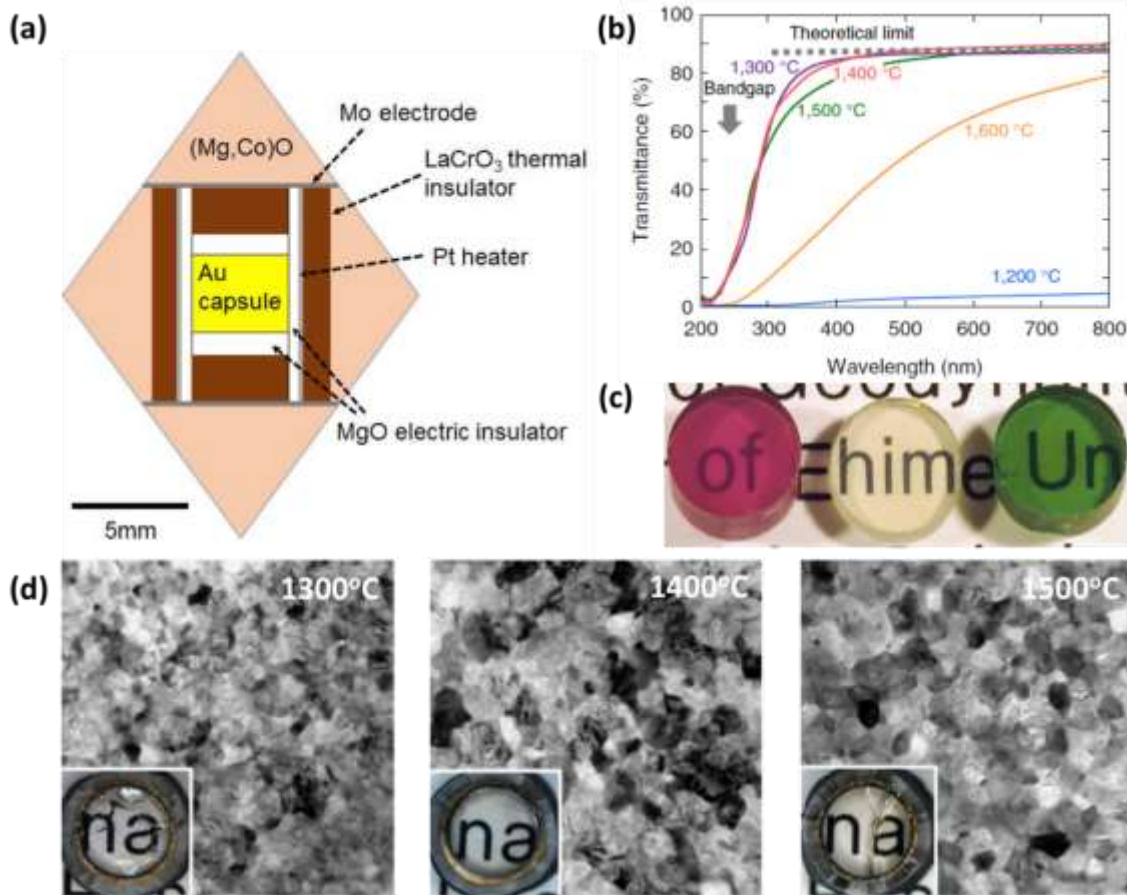 (a)
(Mg,Co)O
Mo electrode
LaCrO₃ thermal
insulator
Pt heater
Au
capsule
MgO electric insulator
5mm
(b)
100
80
60
40
20
0
Transmittance (%)
Theoretical limit
1,300 °C
1,400 °C
Bandgap
1,500 °C
1,600 °C
1,200 °C
200
300
400
500
600
700
800
Wavelength (nm)
(c)
of Geodynam
of Ehime Un
(d)
1300°C
na
1400°C
na
1500°C
na